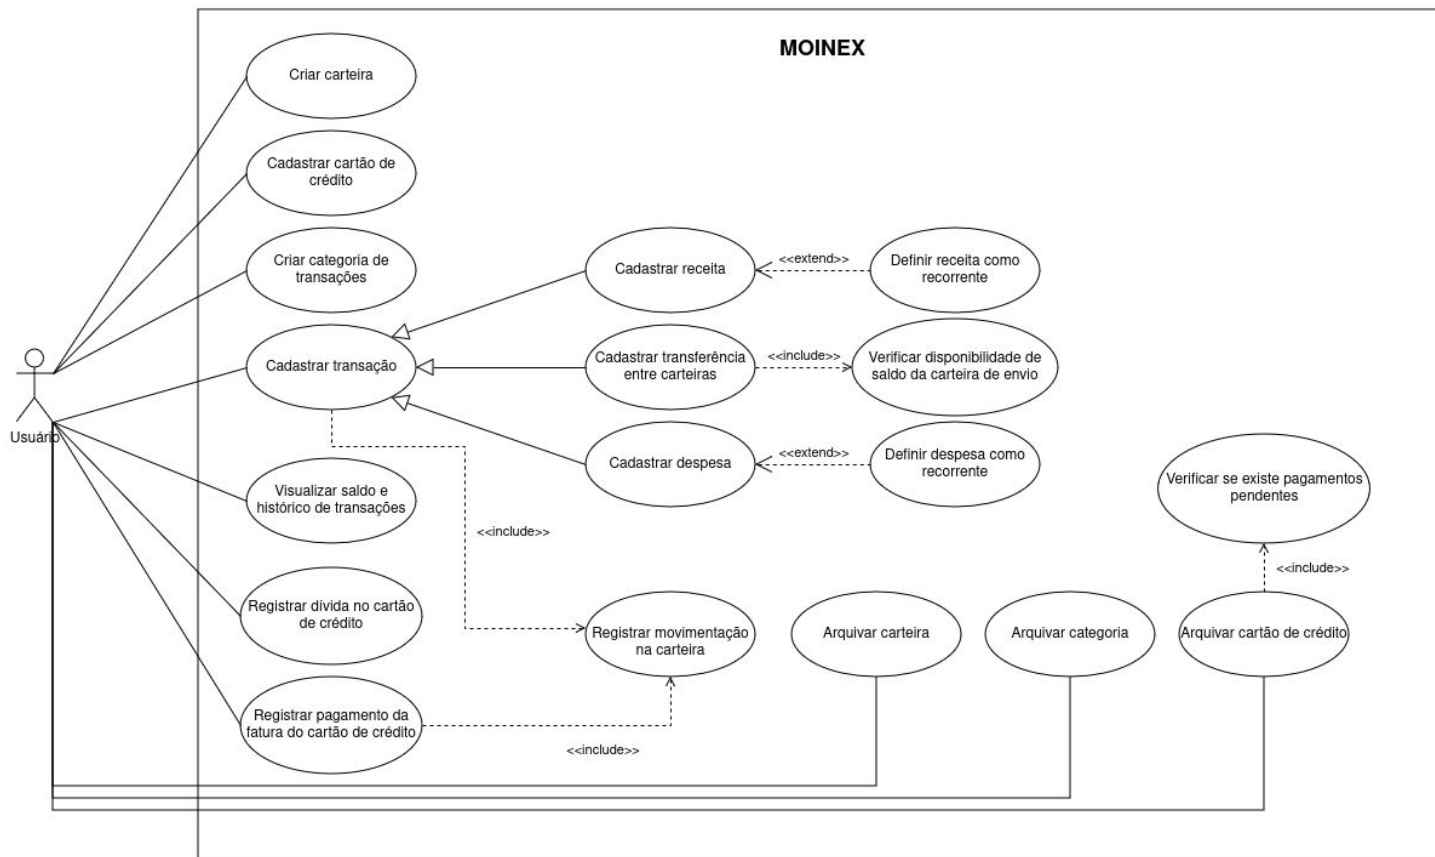 MOINEX
Criar carteira
Cadastrar cartão de
crédito
Criar categoria de
transações
Cadastrar receita
<<extend>>
Definir receita como
recorrente
Usuário
Cadastrar transação
Cadastrar transferência
entre carteiras
<<include>>
Verificar disponibilidade de
saldo da carteira de envio
Cadastrar despesa
<<extend>>
Definir despesa como
recorrente
Verificar se existe pagamentos
pendentes
Visualizar saldo e
histórico de transações
<<include>>
<<include>>
Registrar dívida no cartão
de crédito
Registrar movimentação
na carteira
Arquivar carteira
Arquivar categoria
Arquivar cartão de crédito
Registrar pagamento da
fatura do cartão de crédito
<<include>>